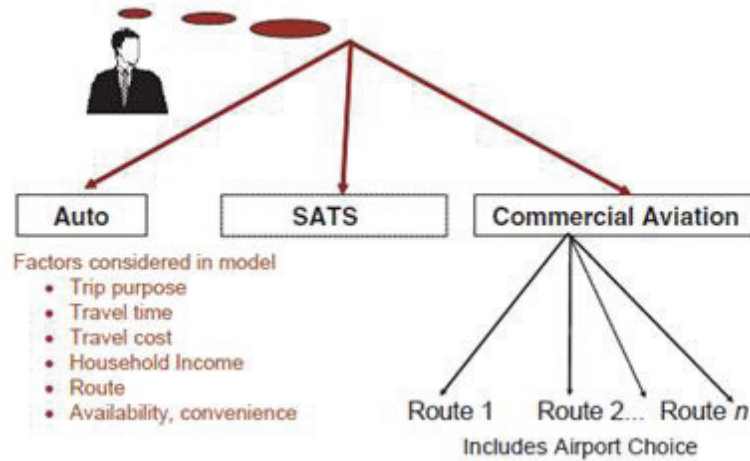 Auto
SATS
Commercial Aviation
Factors considered in model
• Trip purpose
• Travel time
• Travel cost
• Household Income
• Route
• Availability, convenience
Route 1
Route 2...
Route n
Includes Airport Choice